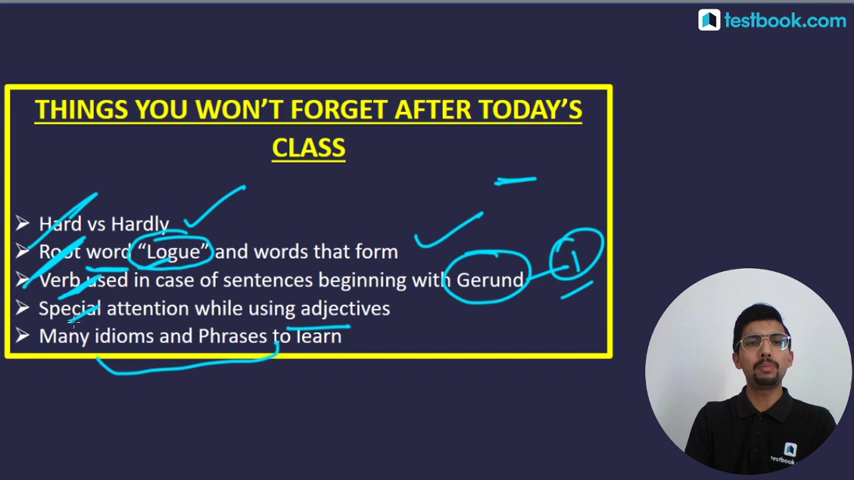 testbook.com
THINGS YOU WON'T FORGET AFTER TODAY'S
CLASS
➢ Hard vs Hardly
➢ Root word “Logue” and words that form
➢ Verb used in case of sentences beginning with Gerund
1
➢ Special attention while using adjectives
➢ Many idioms and Phrases to learn
testbook